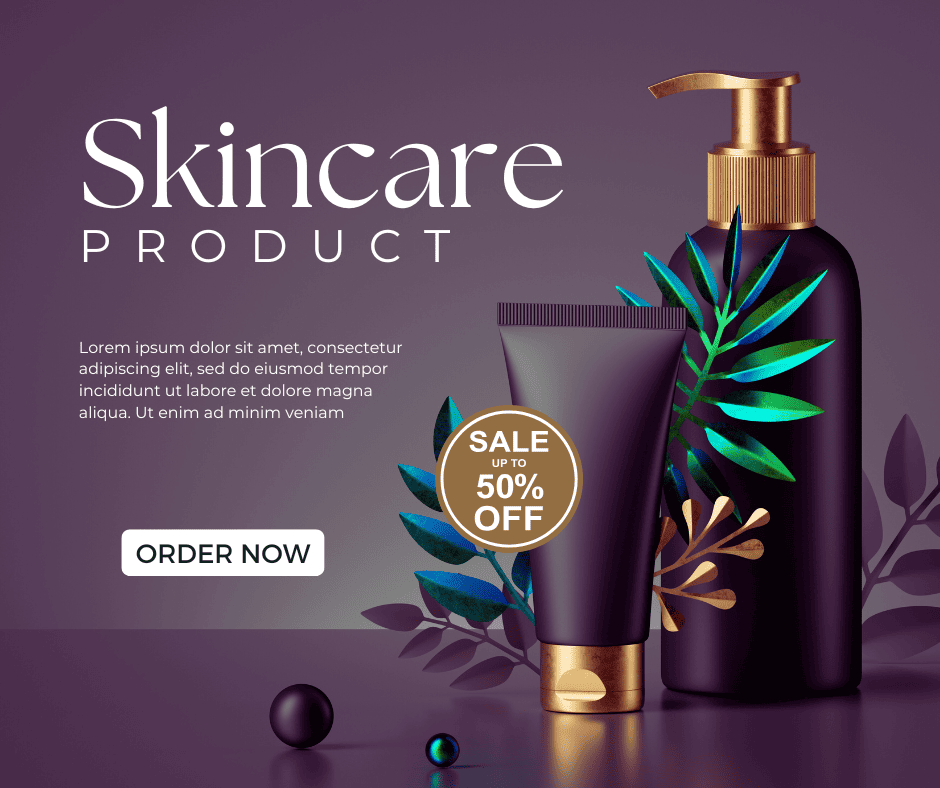 Skincare
PRODUCT
Lorem ipsum dolor sit amet, consectetur
adipiscing elit, sed do eiusmod tempor
incididunt ut labore et dolore magna
aliqua. Ut enim ad minim veniam
SALE
UP TO
50%
OFF
ORDER NOW